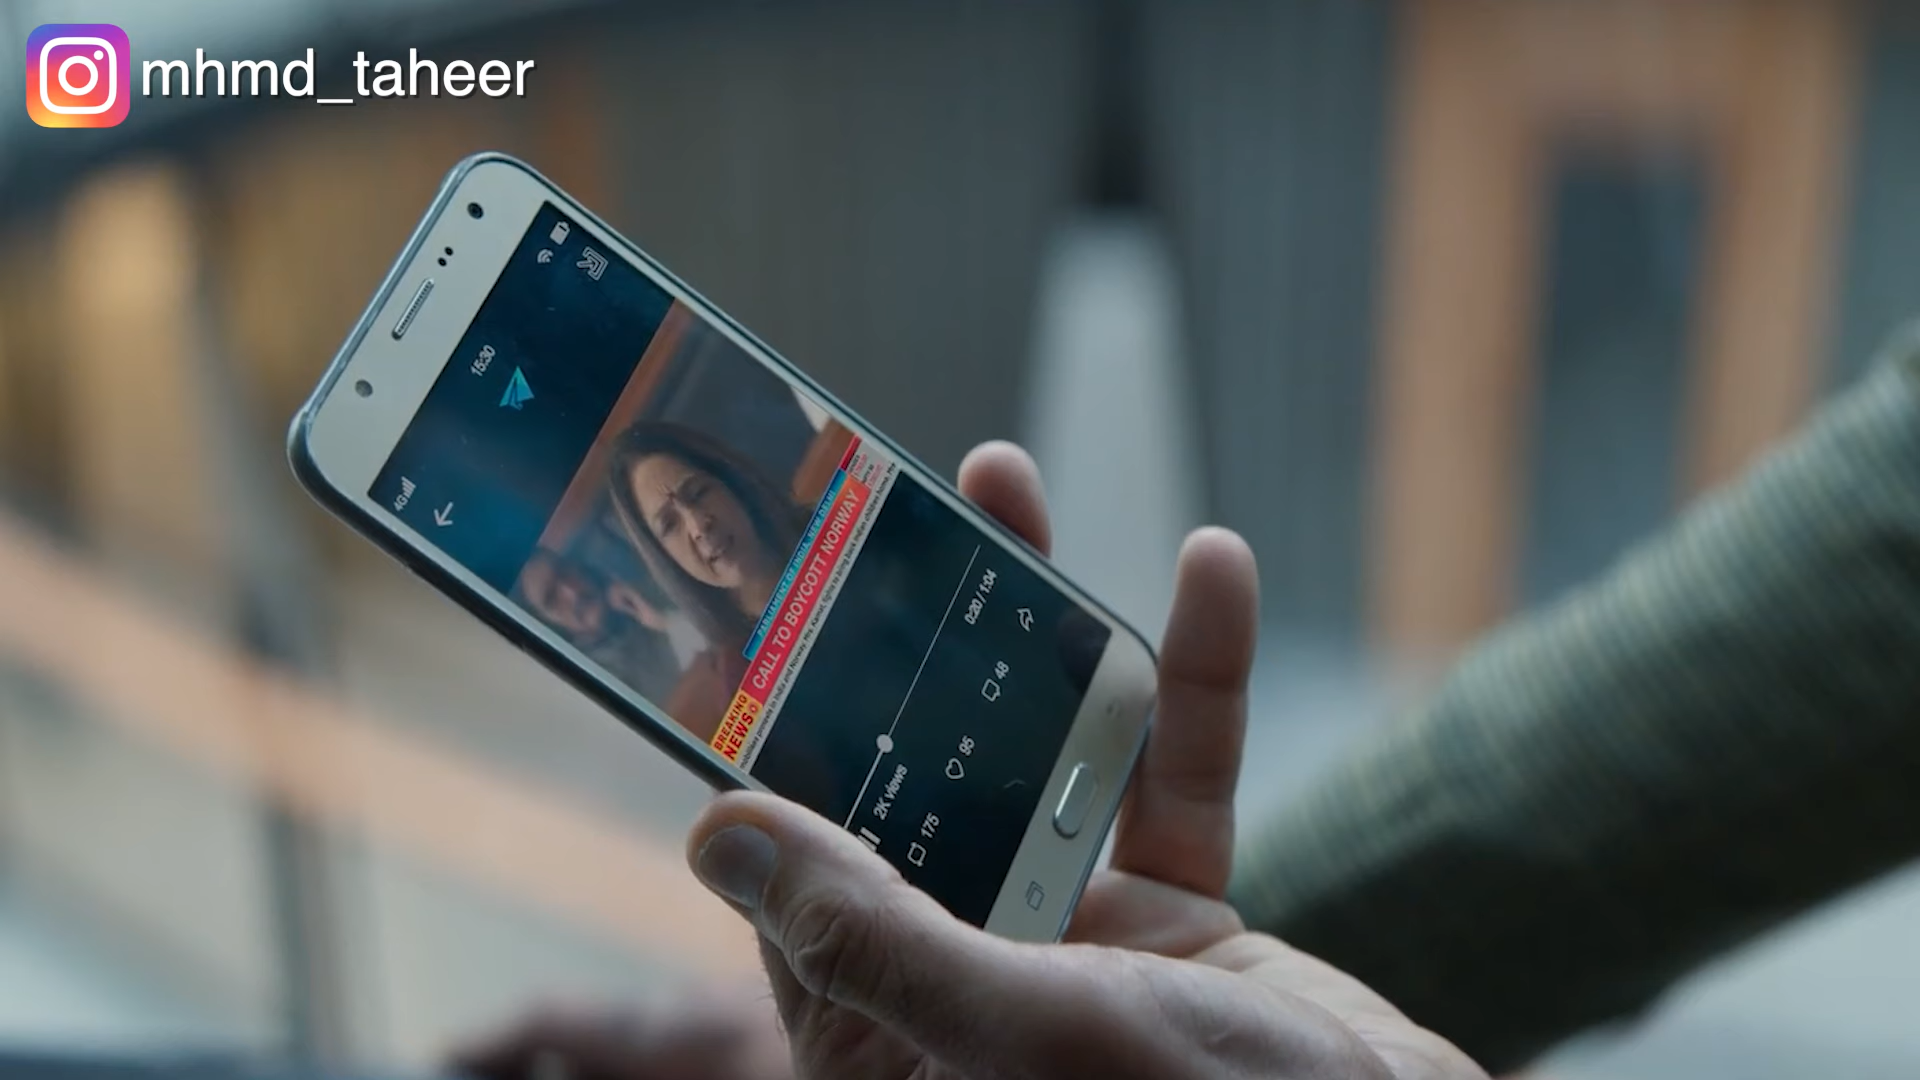 mhmd_taheer
4G
15:30
PARLIAMENT OF INDIA, NEW DELHI
CALL TO BOYCOTT NORWAY
BREAKING
NEWS
0:20 / 1:04
2K views
175
95
48